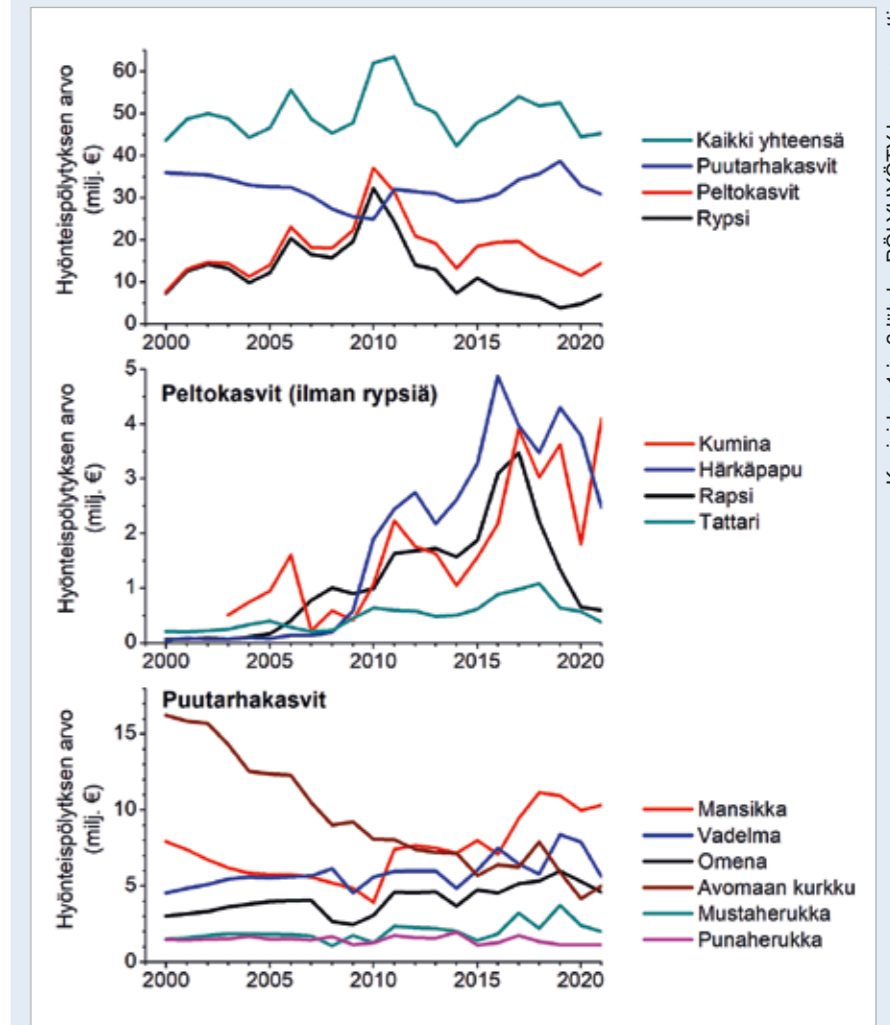 Hyönteispölytyksen arvo
(milj. €)
60
50
40
30
20
10
0
2000
2005
2010
2015
2020
Kaikki yhteensä
Puutarhakasvit
Peltokasvit
Rypsi
Peltokasvit (ilman rypsiä)
Hyönteispölytyksen arvo
(milj. €)
5
4
3
2
1
0
2000
2005
2010
2015
2020
Kumina
Härkäpapu
Rapsi
Tattari
Puutarhakasvit
Hyönteispölytksen arvo
(milj. €)
15
10
5
0
2000
2005
2010
2015
2020
Mansikka
Vadelma
Omena
Avomaan kurkku
Mustaherukka
Punaherukka